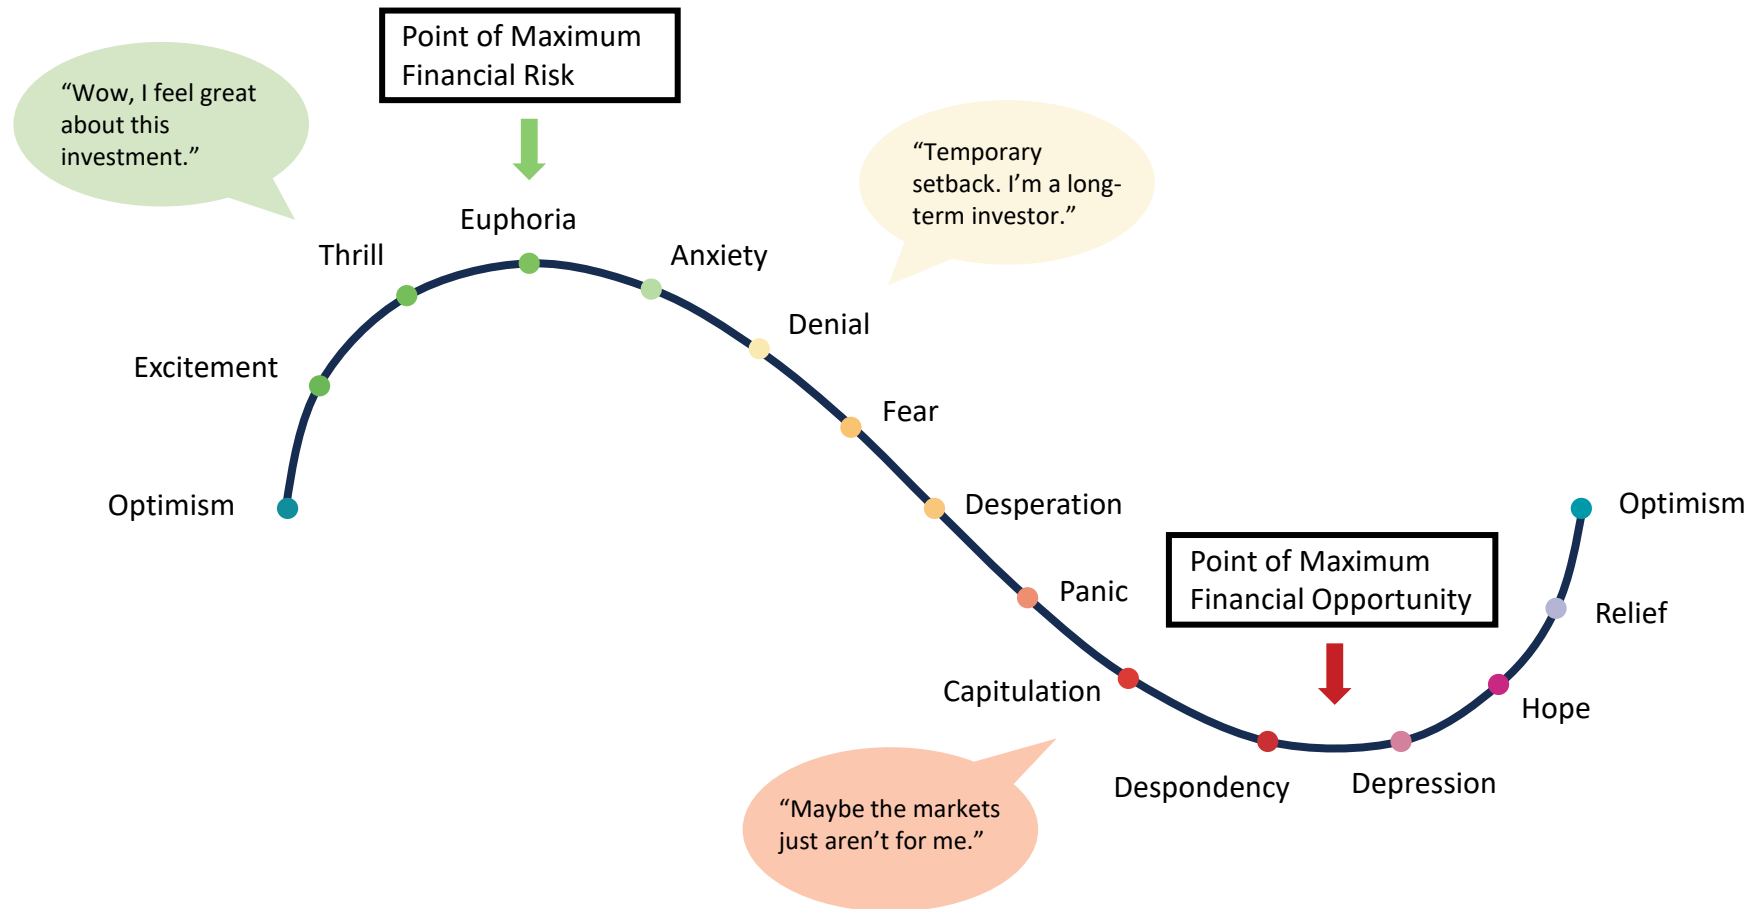 Point of Maximum
Financial Risk
“Wow, I feel great
about this
investment.”
“Temporary
setback. I’m a long-
term investor.”
Euphoria
Thrill
Anxiety
Denial
Excitement
Fear
Optimism
Desperation
Optimism
Point of Maximum
Financial Opportunity
Panic
Relief
Capitulation
Hope
Despondency
Depression
“Maybe the markets
just aren’t for me.”